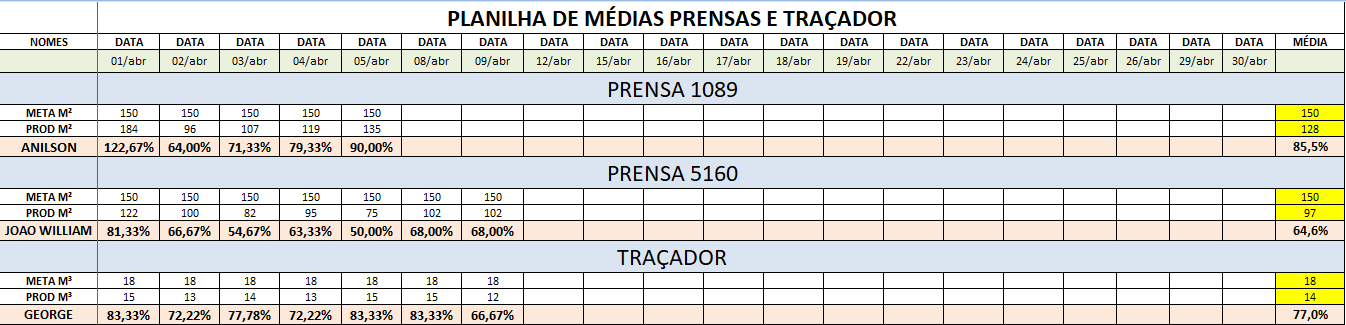 PLANILHA DE MÉDIAS PRENSAS E TRAÇADOR
NOMES DATA DATA DATA DATA DATA DATA DATA DATA DATA DATA DATA DATA DATA DATA DATA DATA DATA DATA DATA DATA MÉDIA
01/abr 02/abr 03/abr 04/abr 05/abr 08/abr 09/abr 12/abr 15/abr 16/abr 17/abr 18/abr 19/abr 22/abr 23/abr 24/abr 25/abr 26/abr 29/abr 30/abr
PRENSA 1089
META M² 150 150 150 150 150 150
PROD M² 184 96 107 119 135 128
ANILSON 122,67% 64,00% 71,33% 79,33% 90,00% 85,5%
PRENSA 5160
META M² 150 150 150 150 150 150 150 150
PROD M² 122 100 82 95 75 102 102 97
JOAO WILLIAM 81,33% 66,67% 54,67% 63,33% 50,00% 68,00% 68,00% 64,6%
TRAÇADOR
META M³ 18 18 18 18 18 18 18 18
PROD M³ 15 13 14 13 15 15 12 14
GEORGE 83,33% 72,22% 77,78% 72,22% 83,33% 83,33% 66,67% 77,0%